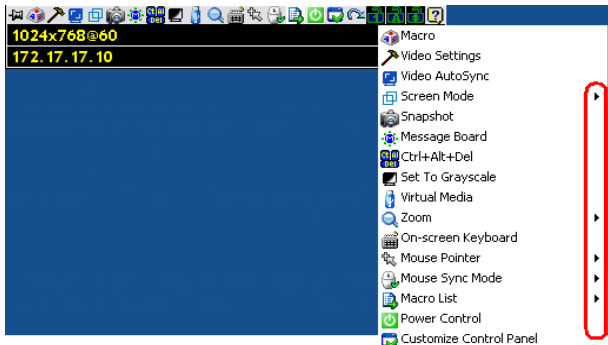 1024x768@60
172.17.17.10
Macro
Video Settings
Video AutoSync
Screen Mode
Snapshot
Message Board
Ctrl+Alt+Del
Set To Grayscale
Virtual Media
Zoom
On-screen Keyboard
Mouse Pointer
Mouse Sync Mode
Macro List
Power Control
Customize Control Panel